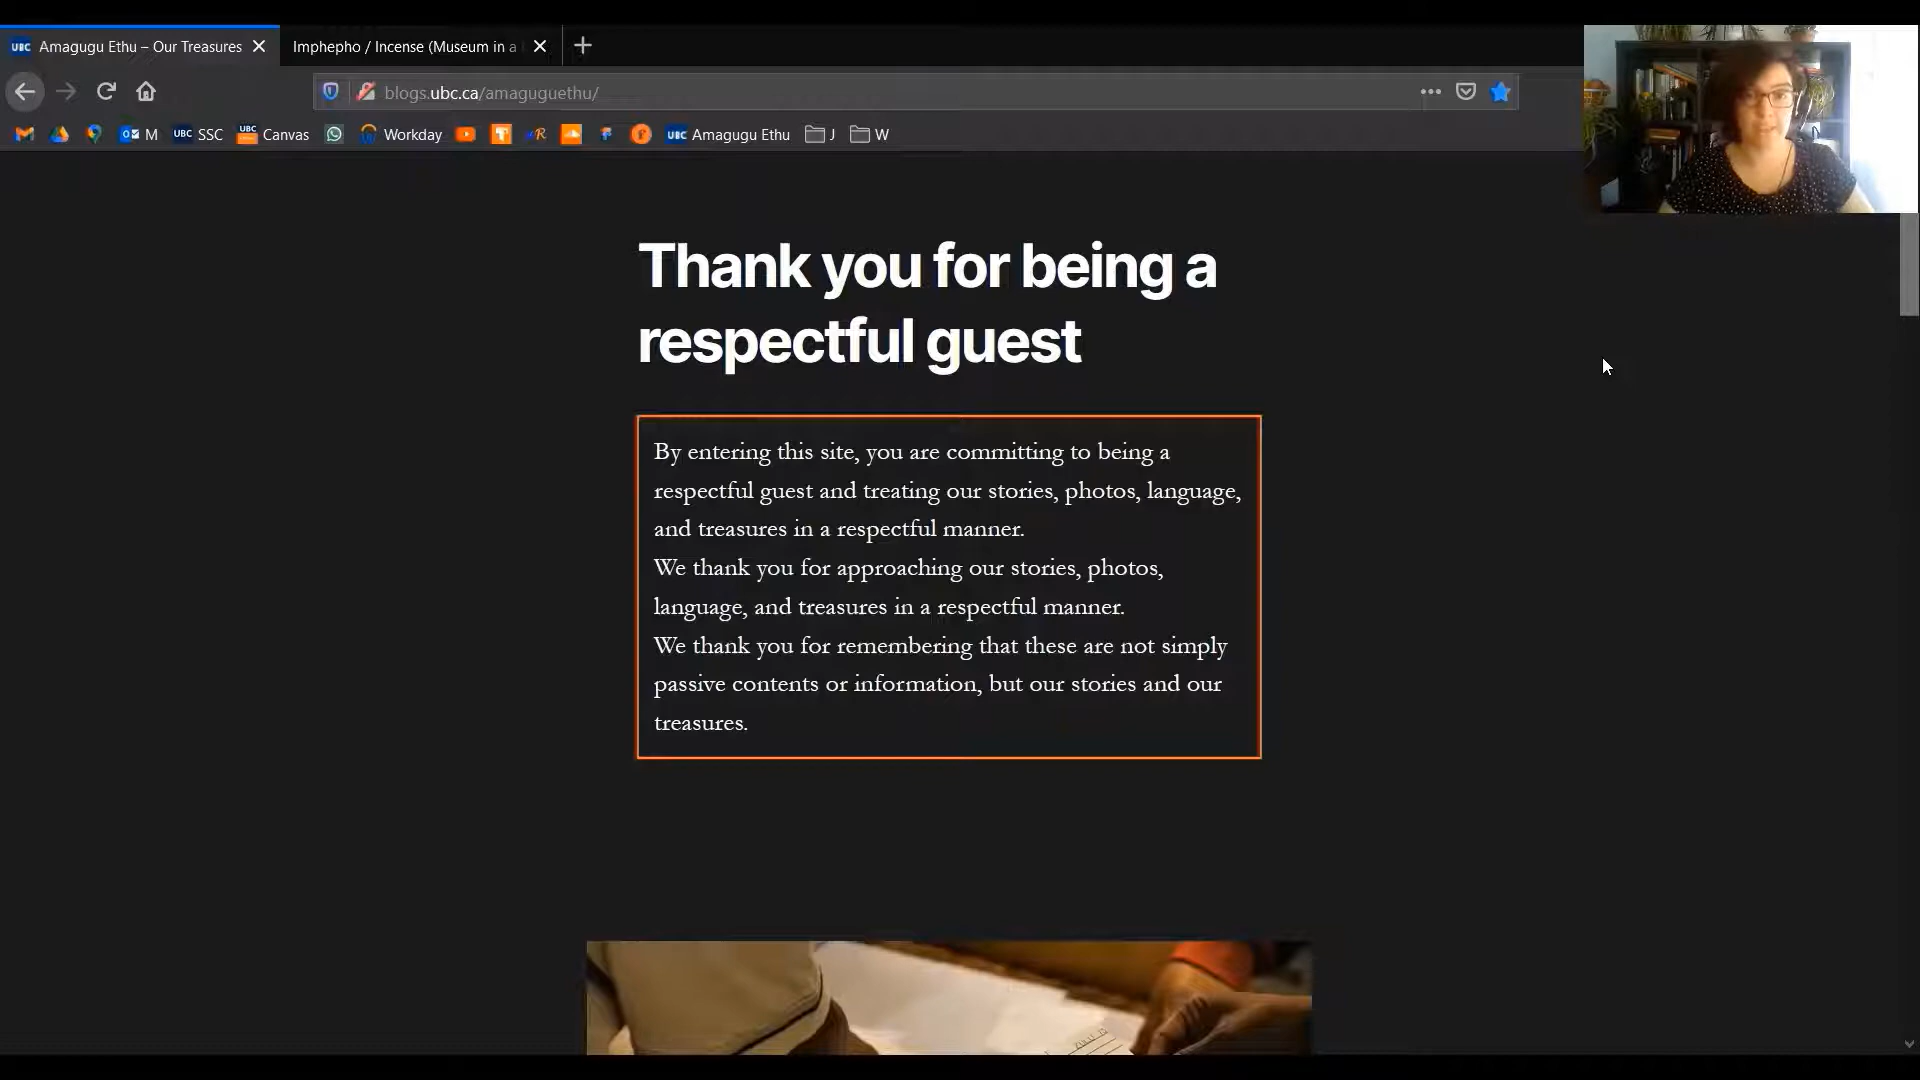 UBC Amagugu Ethu – Our Treasures
Imphepho / Incense (Museum in a
blogs.ubc.ca/amaguguethu/
M
UBC SSC
UBC Canvas
Workday
UBC Amagugu Ethu
J
W
Thank you for being a
respectful guest
By entering this site, you are committing to being a
respectful guest and treating our stories, photos, language,
and treasures in a respectful manner.
We thank you for approaching our stories, photos,
language, and treasures in a respectful manner.
We thank you for remembering that these are not simply
passive contents or information, but our stories and our
treasures.